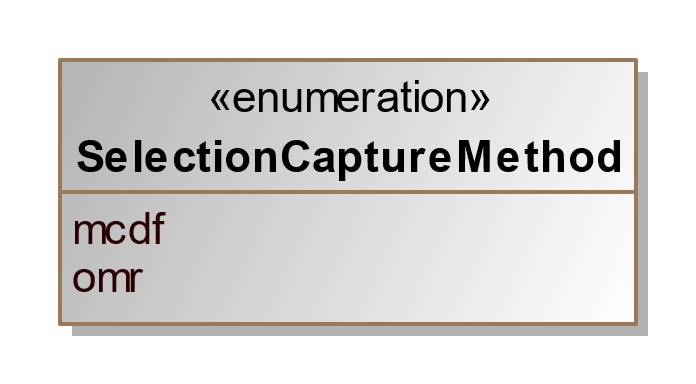 «enumeration»
SelectionCaptureMethod
mcdf
omr